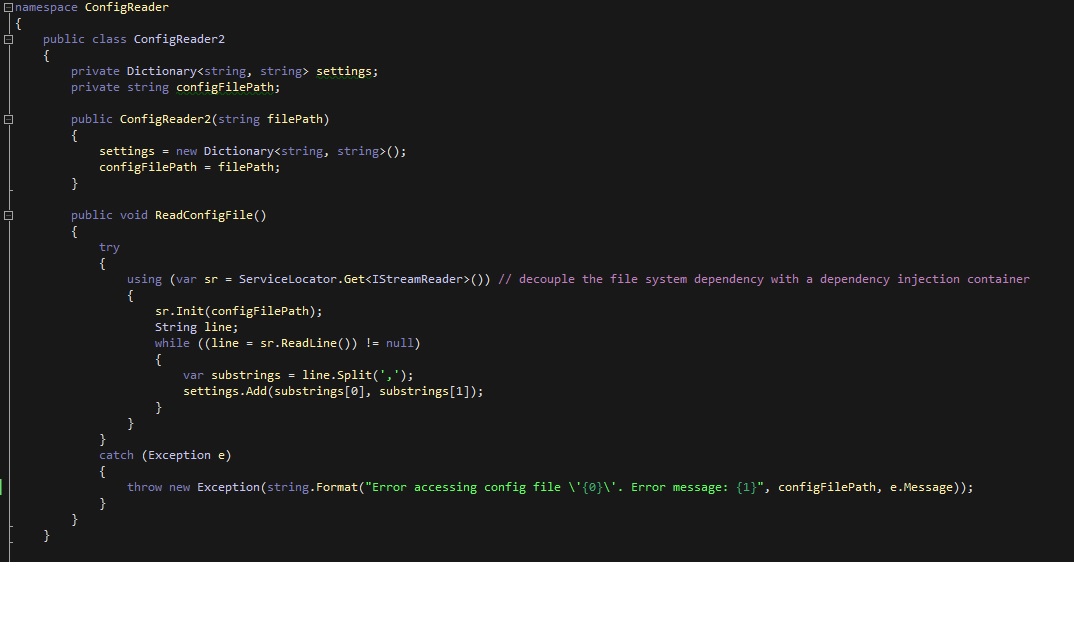 namespace ConfigReader
{
    public class ConfigReader2
    {
        private Dictionary<string, string> settings;
        private string configFilePath;

        public ConfigReader2(string filePath)
        {
            settings = new Dictionary<string, string>();
            configFilePath = filePath;
        }

        public void ReadConfigFile()
        {
            try
            {
                using (var sr = ServiceLocator.Get<IStreamReader>()) // decouple the file system dependency with a dependency injection container
                {
                    sr.Init(configFilePath);
                    String line;
                    while ((line = sr.ReadLine()) != null)
                    {
                        var substrings = line.Split(',');
                        settings.Add(substrings[0], substrings[1]);
                    }
                }
            }
            catch (Exception e)
            {
                throw new Exception(string.Format("Error accessing config file \'{0}\'. Error message: {1}", configFilePath, e.Message));
            }
        }
    }